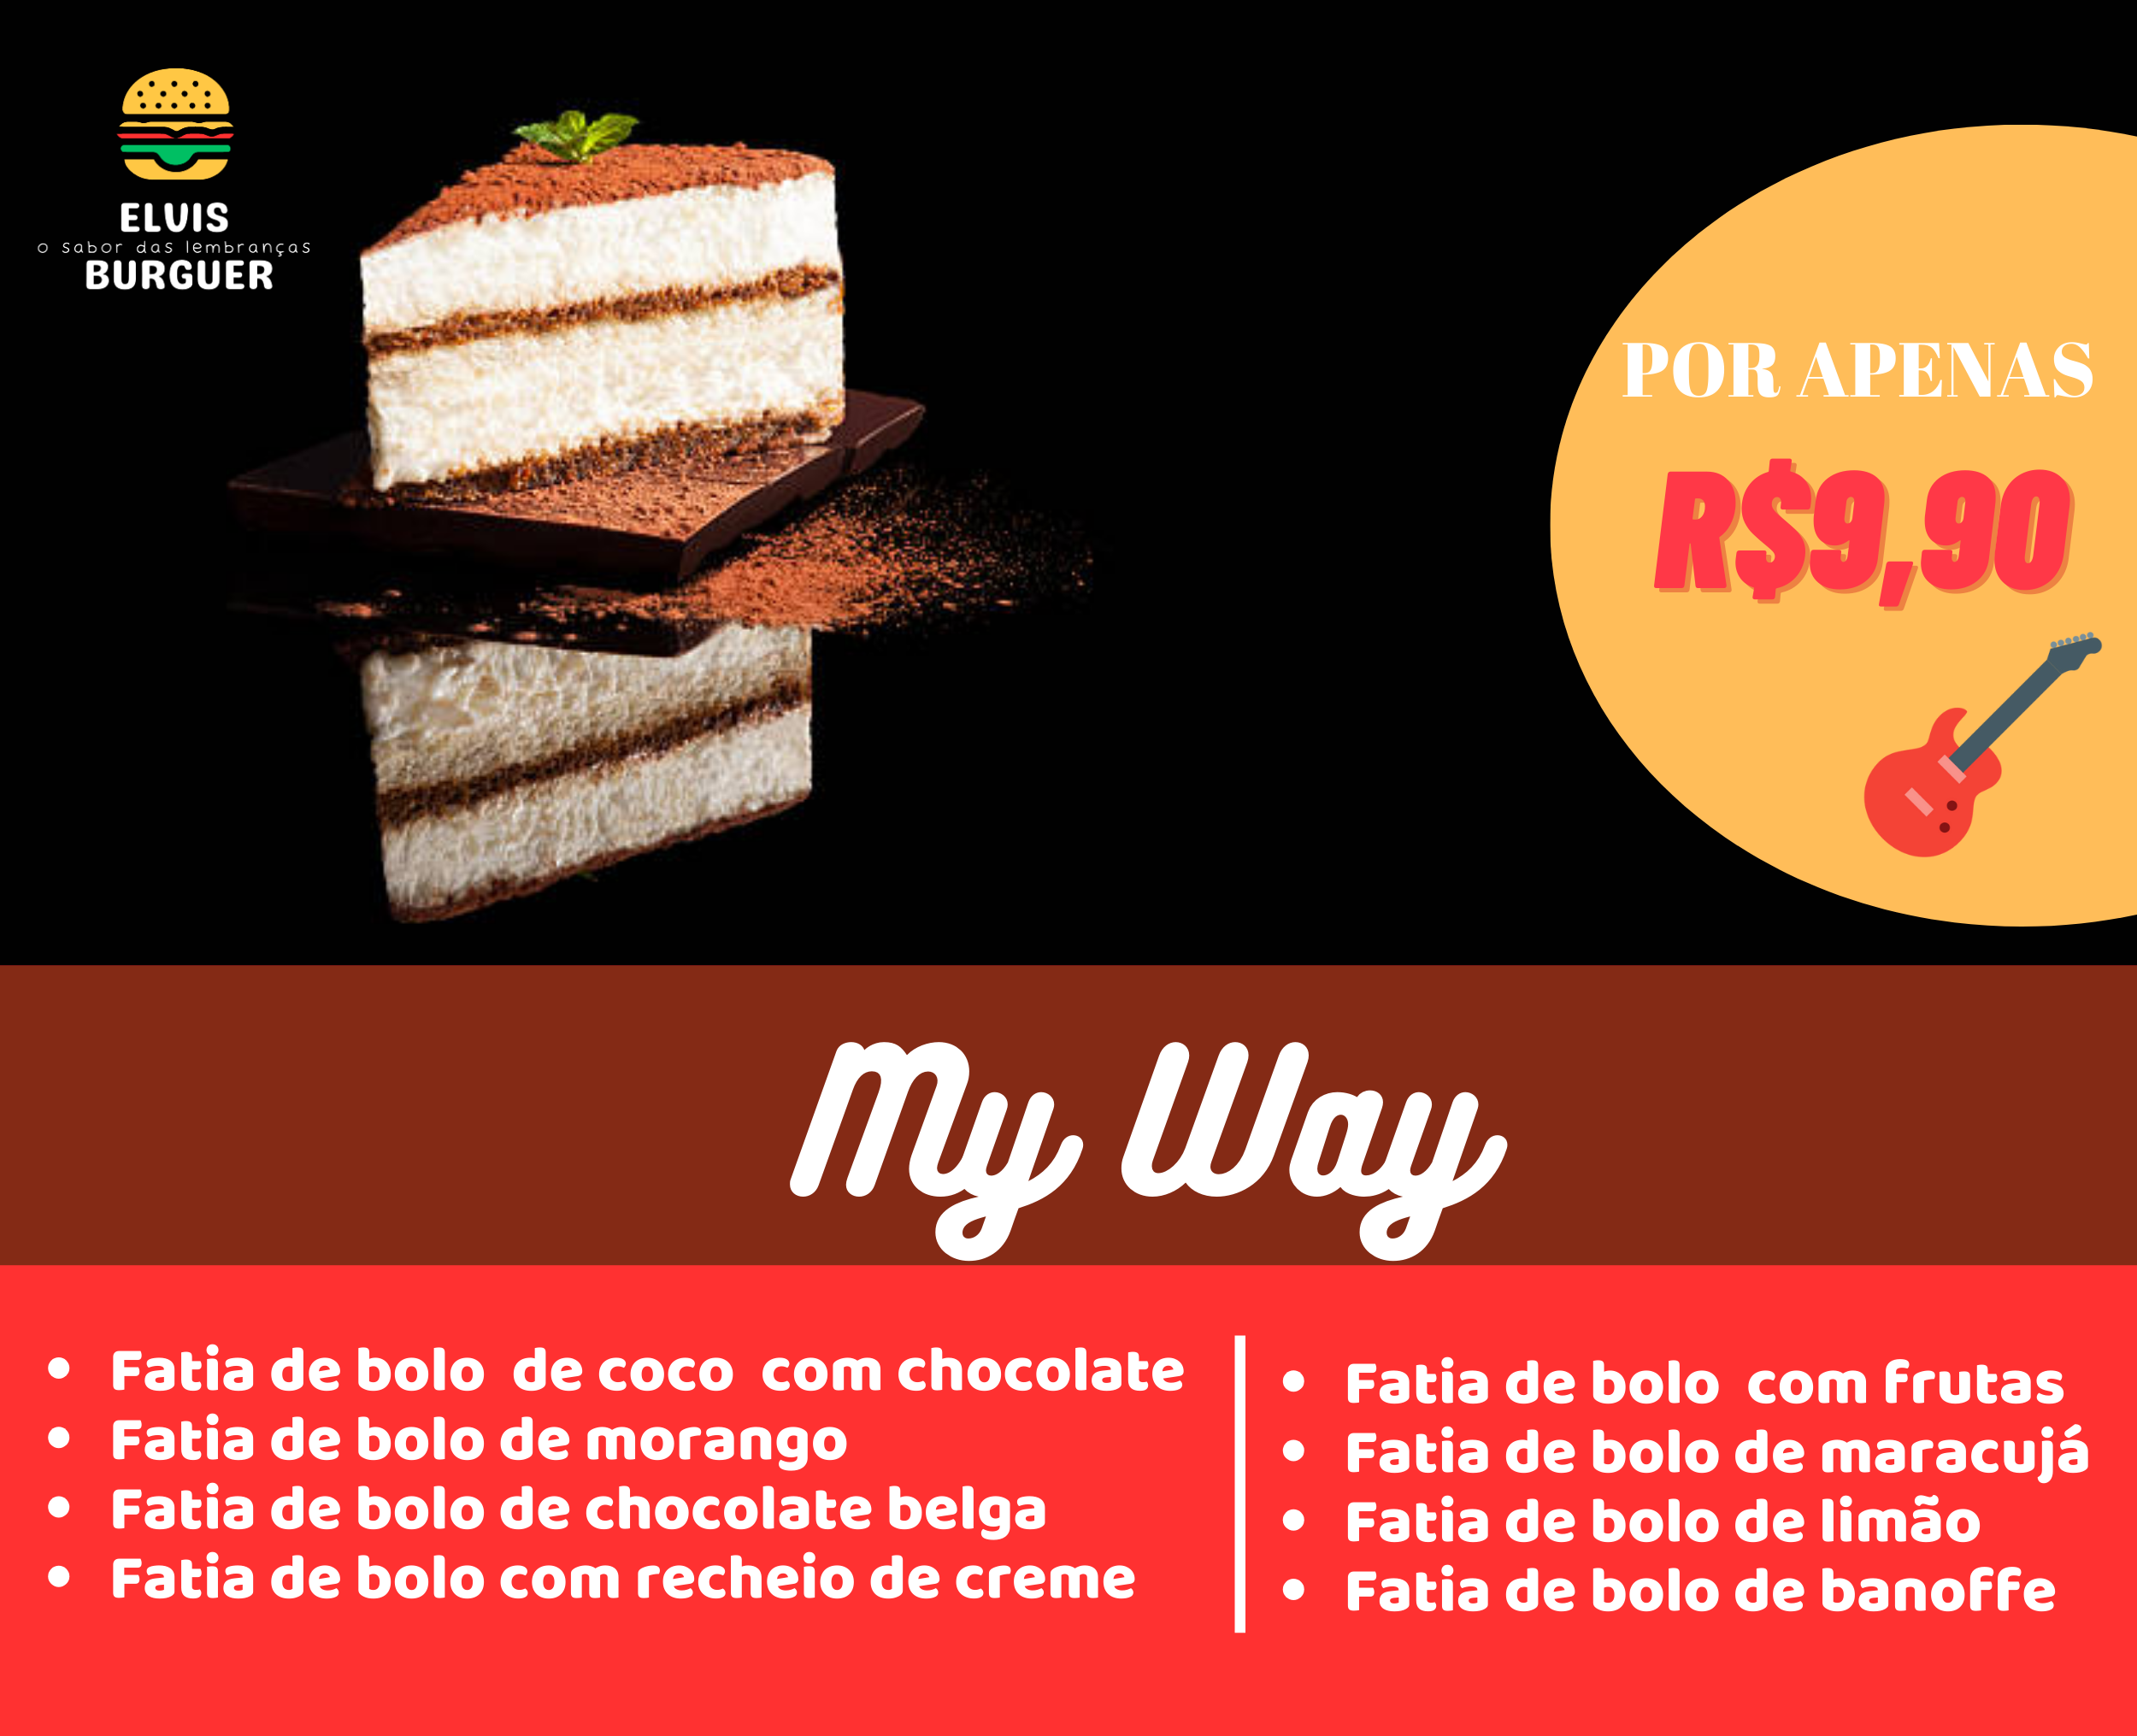 ELVIS
o sabor das lembranças
BURGUER
POR APENAS
R$9,90
My Way
• Fatia de bolo de coco com chocolate
• Fatia de bolo de morango
• Fatia de bolo de chocolate belga
• Fatia de bolo com recheio de creme
• Fatia de bolo com frutas
• Fatia de bolo de maracujá
• Fatia de bolo de limão
• Fatia de bolo de banoffe